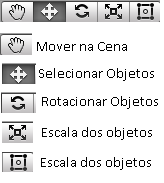 Mover na Cena
Selecionar Objetos
Rotacionar Objetos
Escala dos objetos
Escala dos objetos